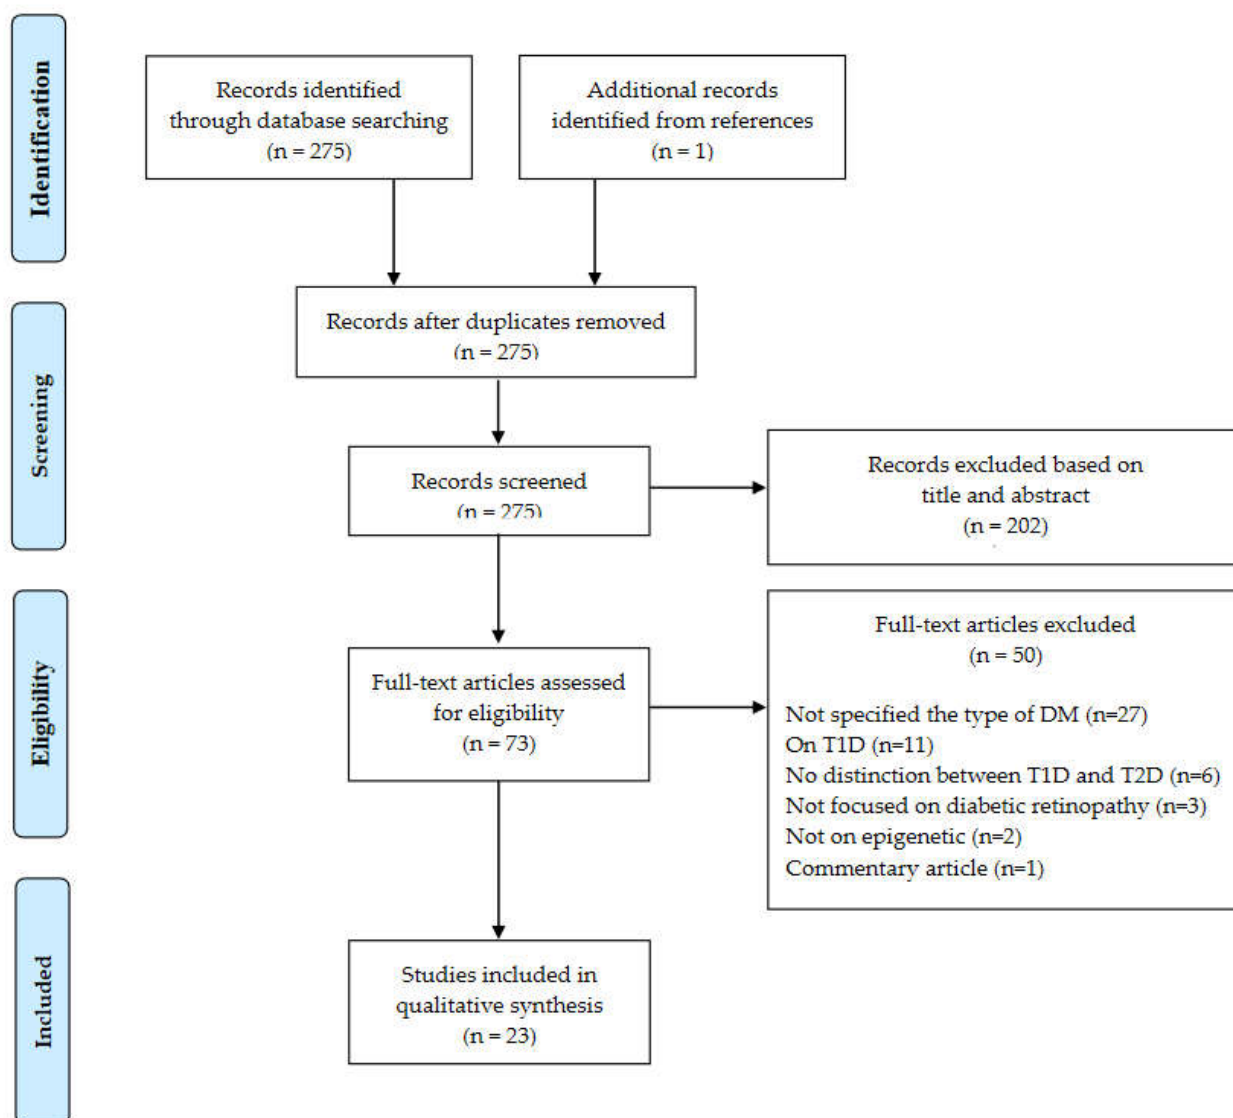 Identification
Records identified
through database searching
(n = 275)
Additional records
identified from references
(n = 1)
Screening
Records after duplicates removed
(n = 275)
Records screened
(n = 275)
Records excluded based on
title and abstract
(n = 202)
Eligibility
Full-text articles assessed
for eligibility
(n = 73)
Full-text articles excluded
(n = 50)
Not specified the type of DM (n=27)
On T1D (n=11)
No distinction between T1D and T2D (n=6)
Not focused on diabetic retinopathy (n=3)
Not on epigenetic (n=2)
Commentary article (n=1)
Included
Studies included in
qualitative synthesis
(n = 23)